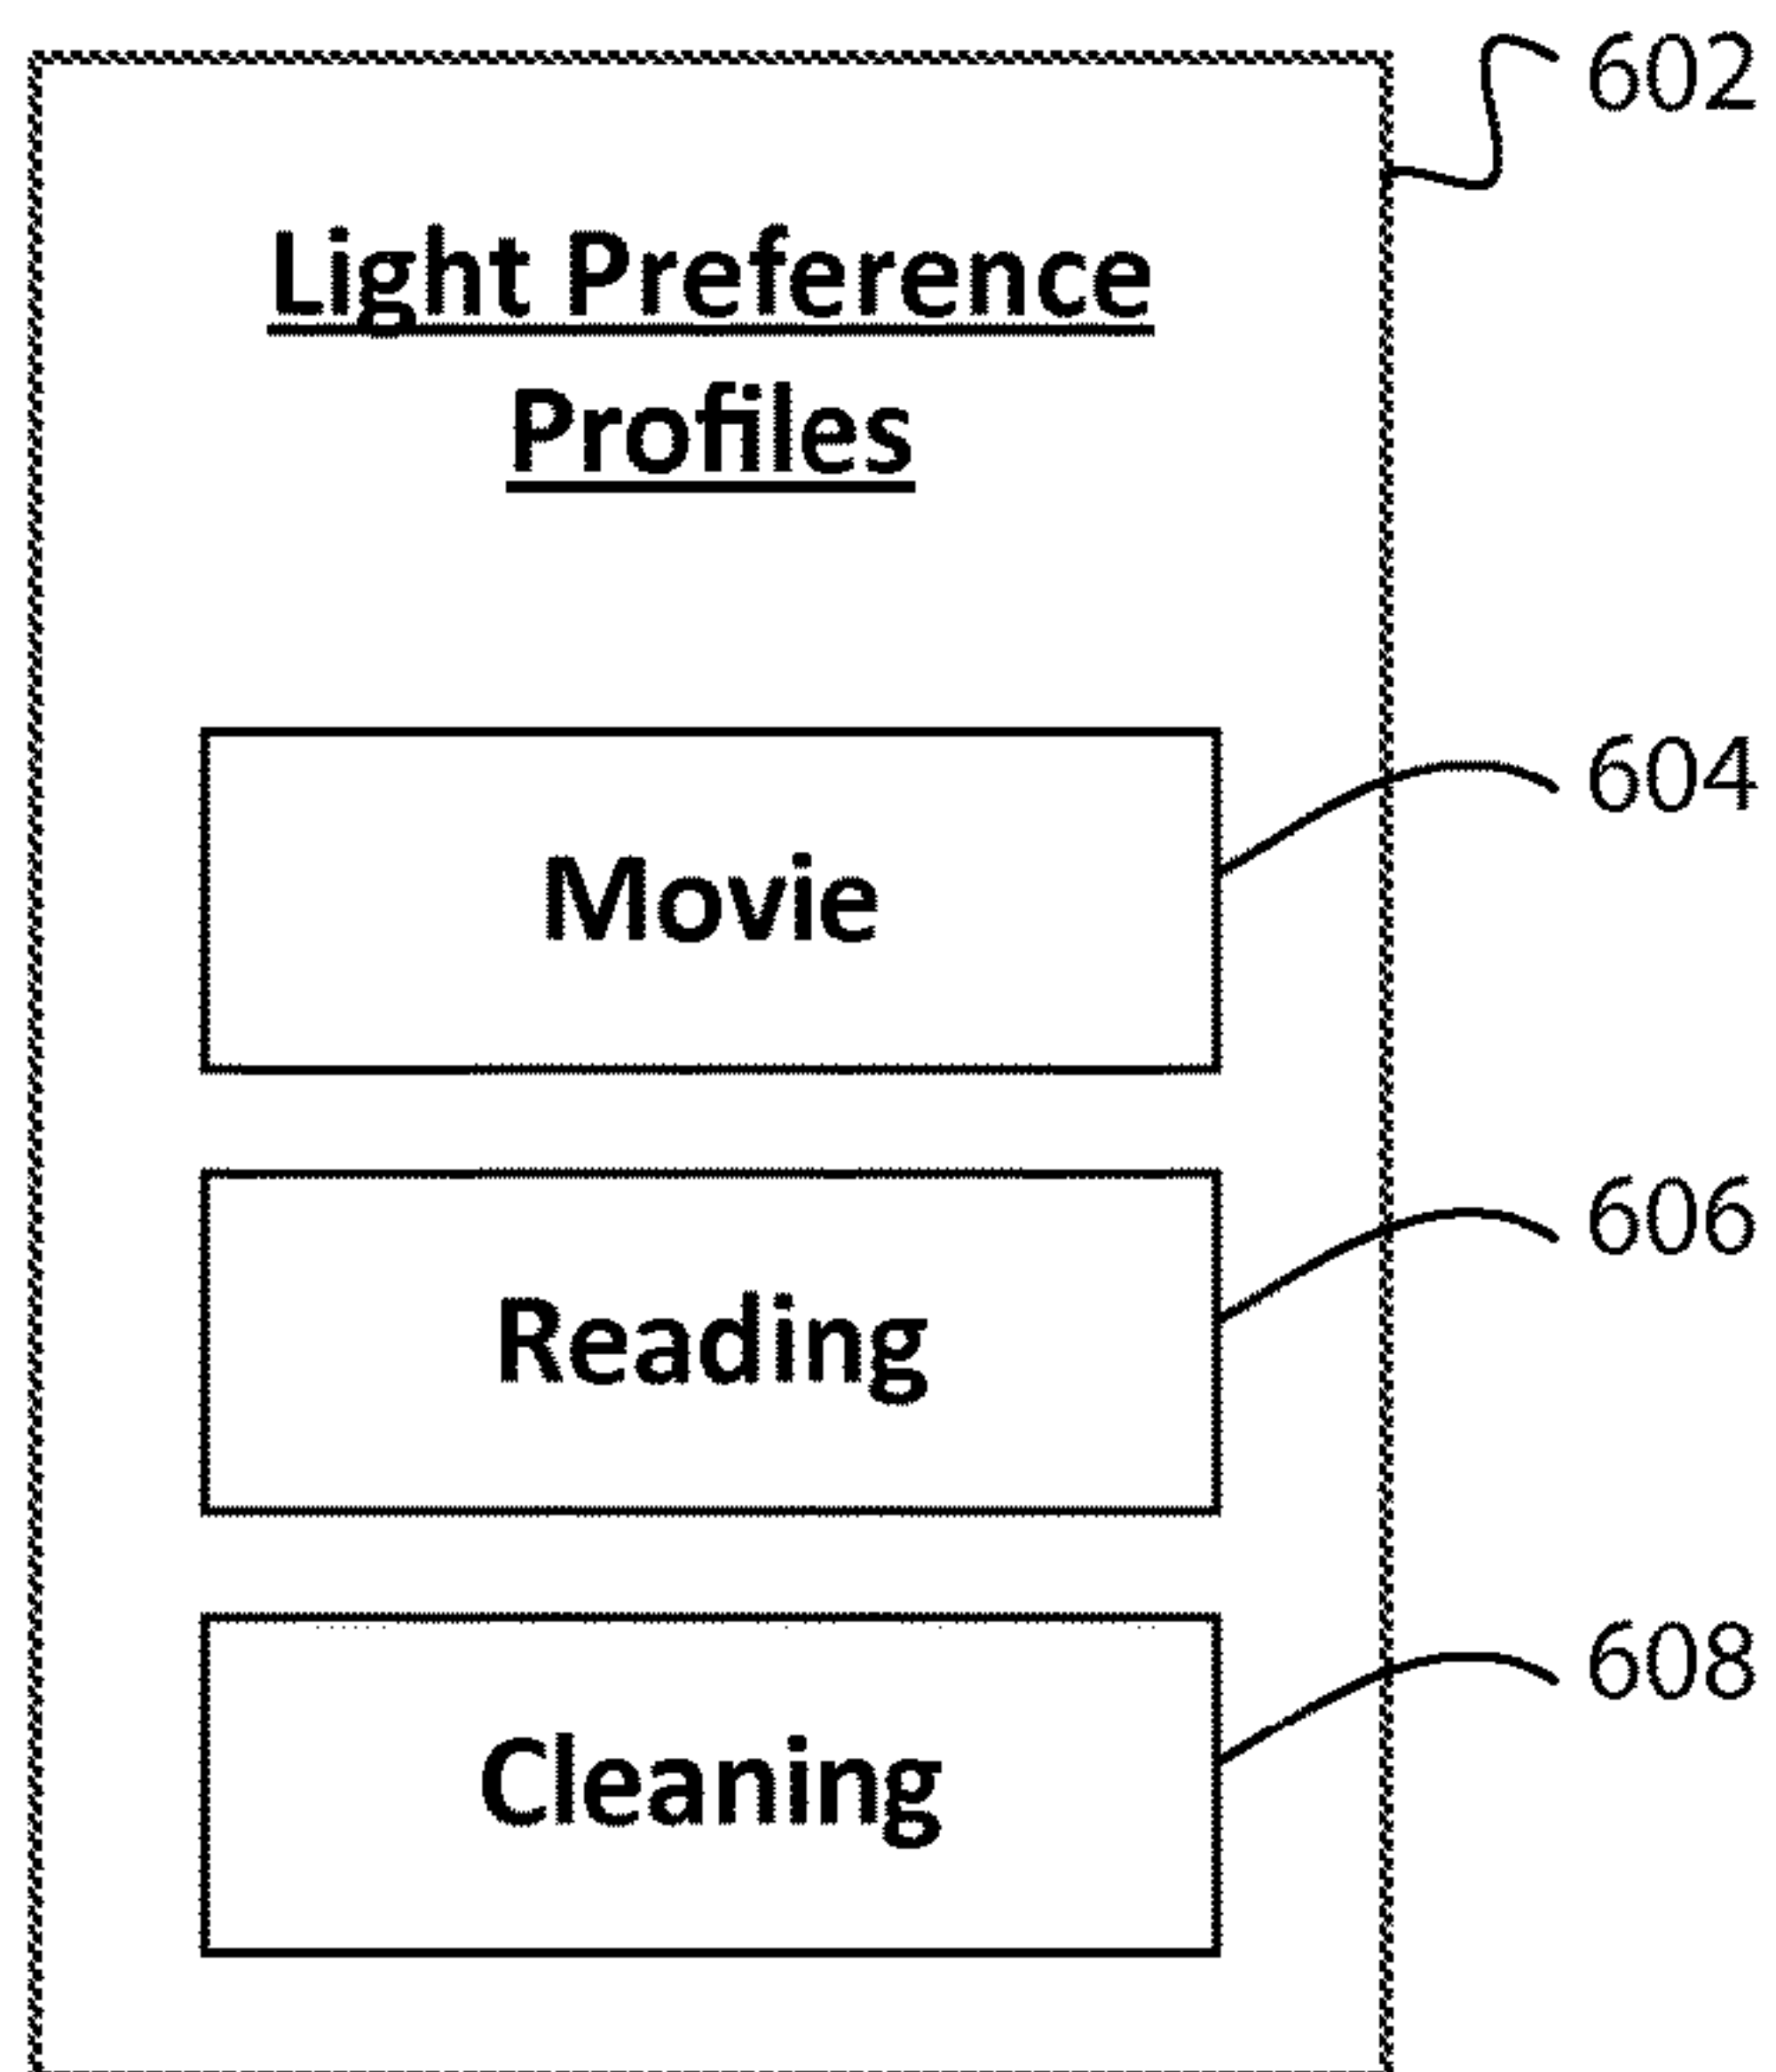 602
Light Preference
Profiles
604
Movie
606
Reading
608
Cleaning